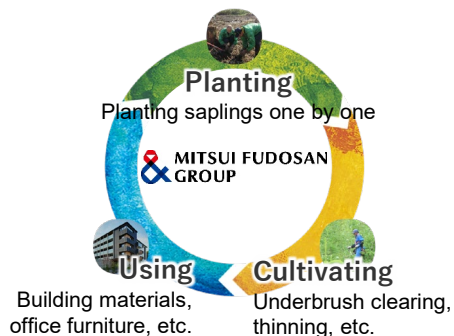 Planting
Planting saplings one by one
& MITSUI FUDOSAN
GROUP
Using
Building materials,
office furniture, etc.
Cultivating
Underbrush clearing,
thinning, etc.